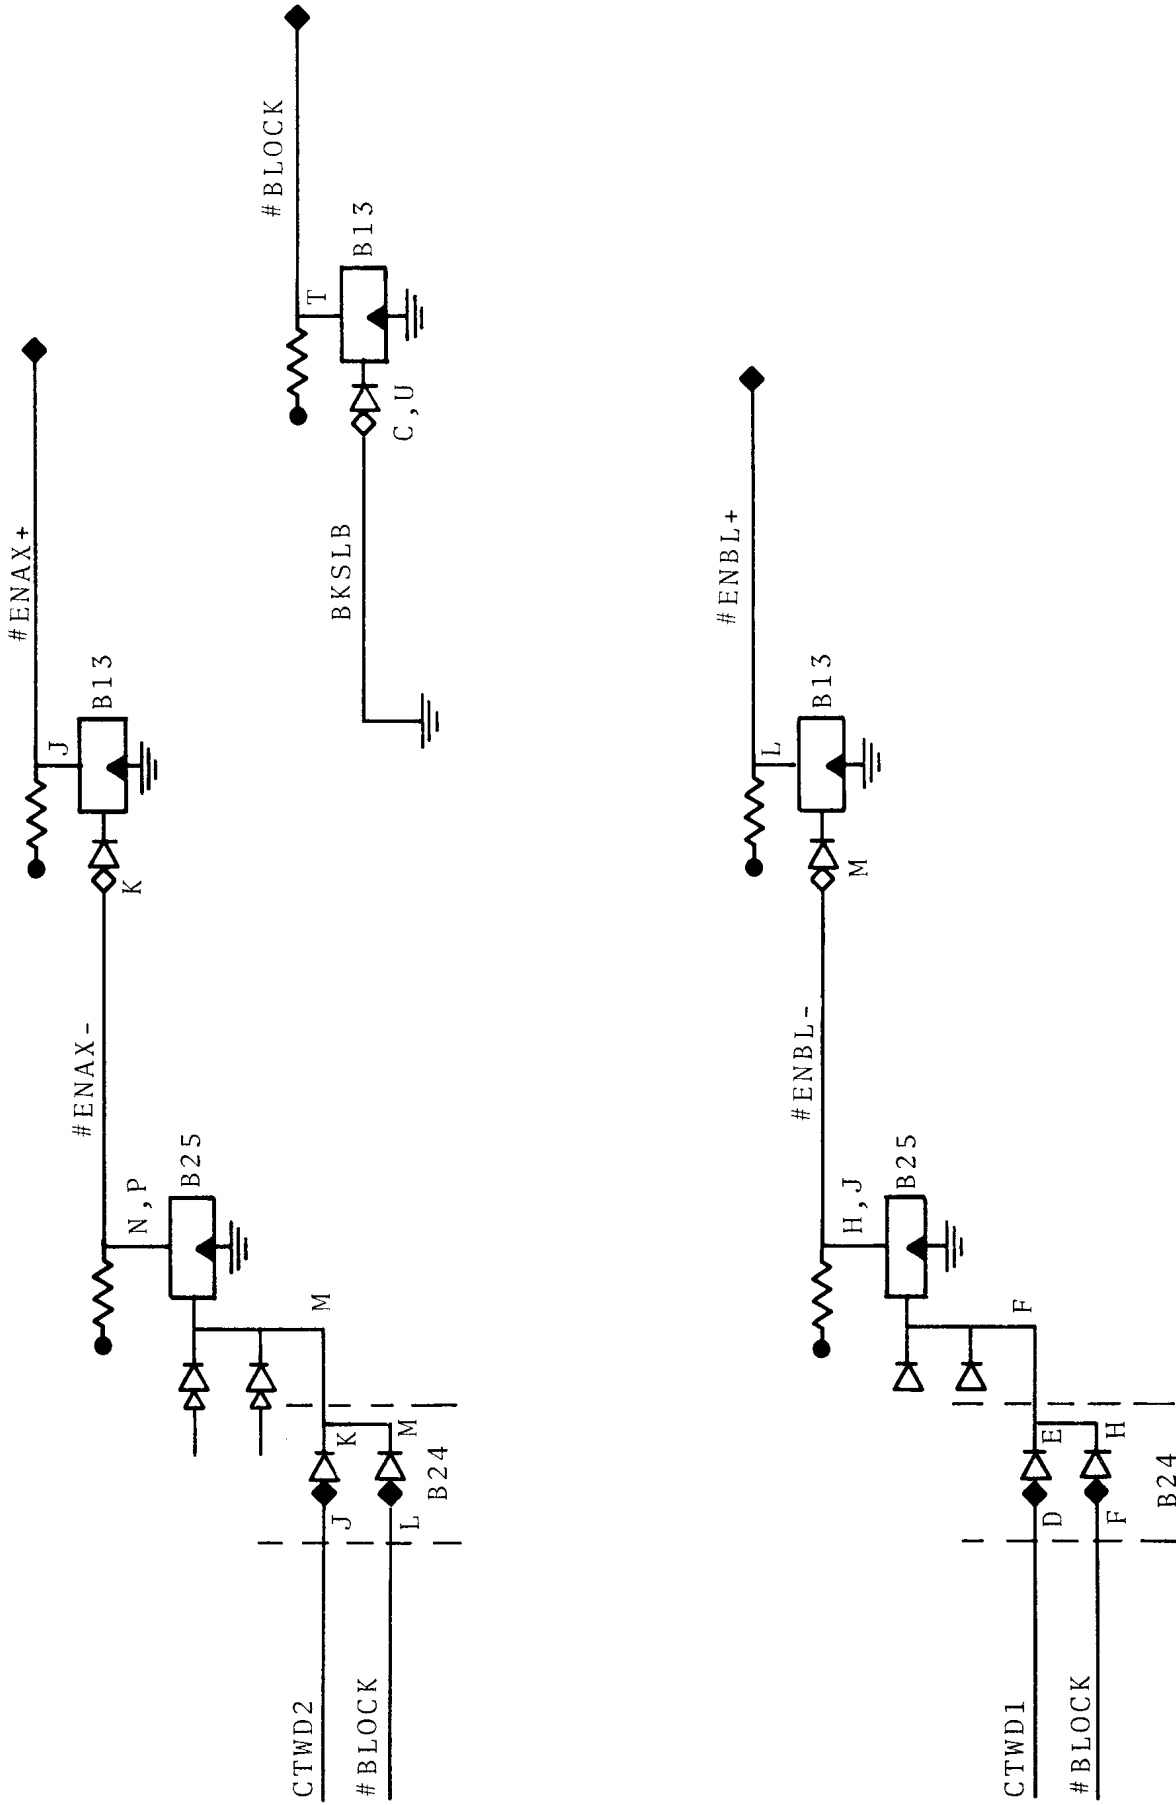 #ENAX+
J
B13
K
#ENAX-
N,P
B25
M
K
M
J
L
B24
CTWD2
#BLOCK
#BLOCK
T
B13
C,U
BKSLB
#ENBL+
L
B13
M
#ENBL-
H,J
B25
F
E
H
D
F
B24
CTWD1
#BLOCK